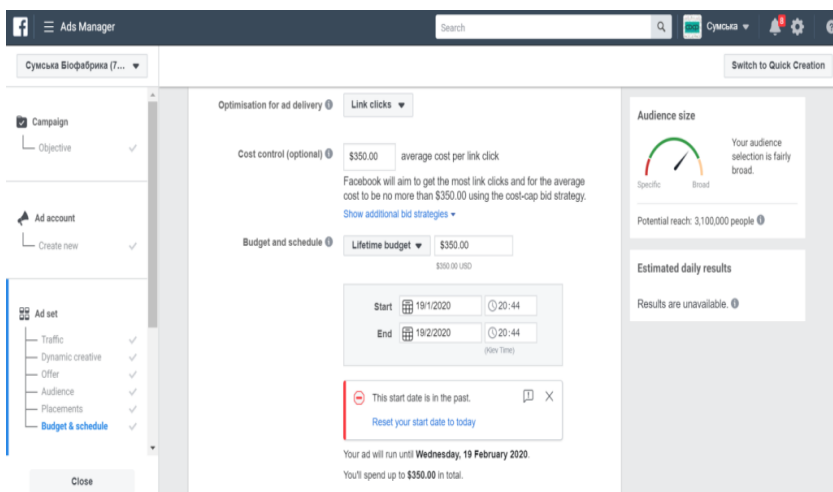 Ads Manager
Search
Сумська
8
Сумська Біофабрика (7...
Switch to Quick Creation
Campaign
Objective
Ad account
Create new
Ad set
Traffic
Dynamic creative
Offer
Audience
Placements
Budget & schedule
Close
Optimisation for ad delivery
Link clicks
Cost control (optional)
$350.00 average cost per link click
Facebook will aim to get the most link clicks and for the average
cost to be no more than $350.00 using the cost-cap bid strategy.
Show additional bid strategies
Budget and schedule
Lifetime budget
$350.00
$350.00 USD
Start 19/1/2020 20:44
End 19/2/2020 20:44
(Kiev Time)
This start date is in the past.
Reset your start date to today
Your ad will run until Wednesday, 19 February 2020.
You'll spend up to $350.00 in total.
Audience size
Your audience
selection is fairly
broad.
Specific
Broad
Potential reach: 3,100,000 people
Estimated daily results
Results are unavailable.